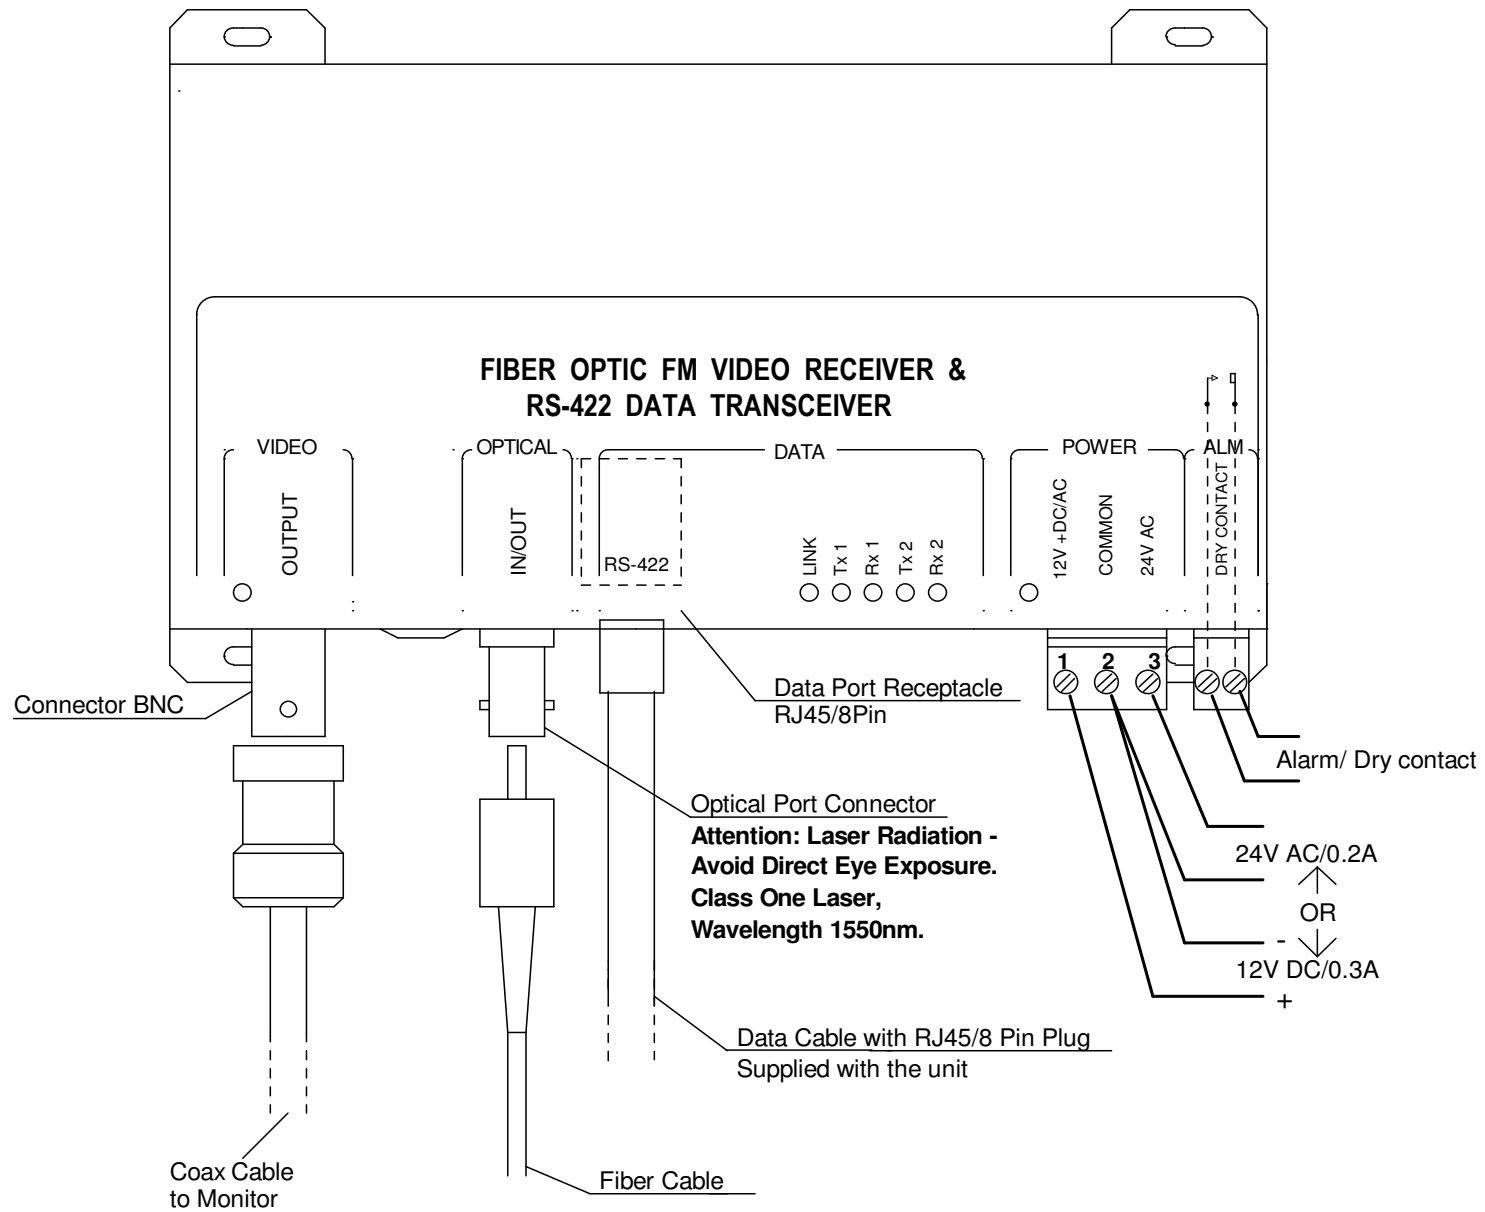 FIBER OPTIC FM VIDEO RECEIVER &
RS-422 DATA TRANSCEIVER
VIDEO
OPTICAL
DATA
POWER
ALM
OUTPUT
IN/OUT
RS-422
LINK
Tx 1
Rx 1
Tx 2
Rx 2
12V +DC/AC
COMMON
24V AC
DRY CONTACT
1
2
3
Connector BNC
Data Port Receptacle
RJ45/8Pin
Alarm/ Dry contact
Optical Port Connector
Attention: Laser Radiation -
Avoid Direct Eye Exposure.
Class One Laser,
Wavelength 1550nm.
24V AC/0.2A
OR
-
12V DC/0.3A
+
Data Cable with RJ45/8 Pin Plug
Supplied with the unit
Coax Cable
to Monitor
Fiber Cable